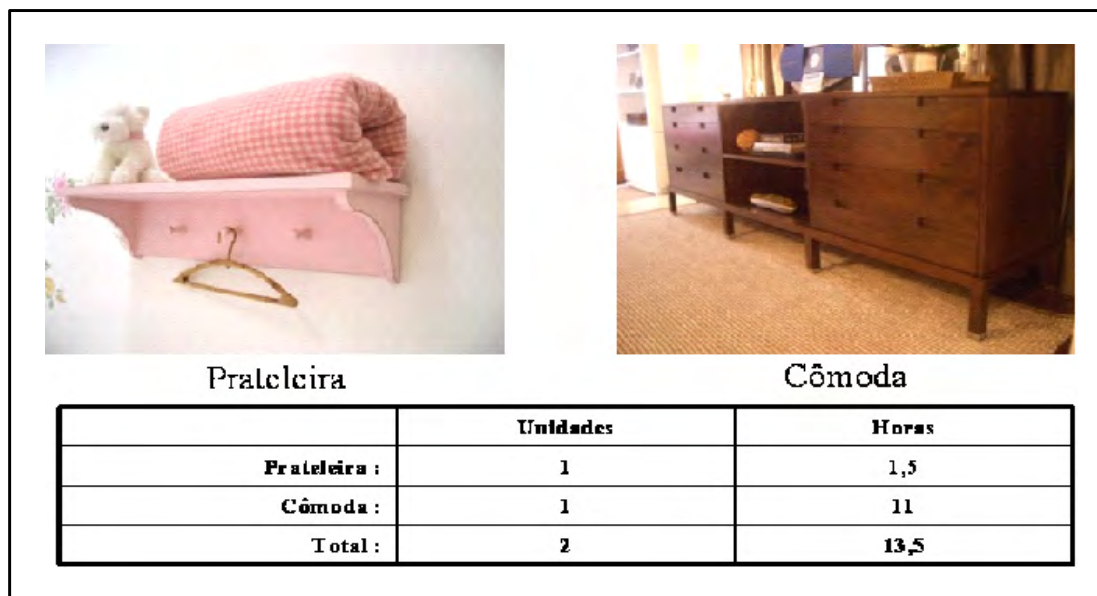 Prateleira
Cômoda
Unidades Horas
Prateleira : 1 1,5
Cômoda : 1 11
Total : 2 13,5